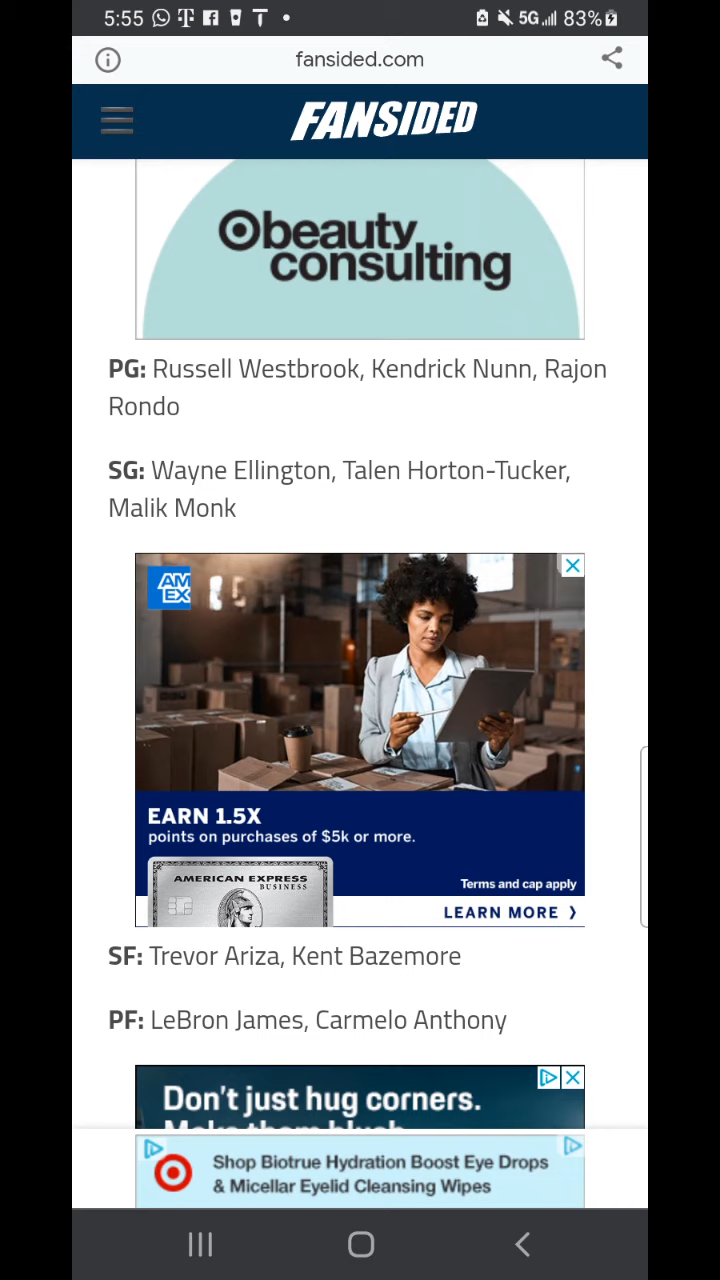 5:55
5G 83%
fansided.com
FANSIDED
beauty
consulting
PG: Russell Westbrook, Kendrick Nunn, Rajon
Rondo
SG: Wayne Ellington, Talen Horton-Tucker,
Malik Monk
AM
EX
EARN 1.5X
points on purchases of $5k or more.
AMERICAN EXPRESS
BUSINESS
Terms and cap apply
LEARN MORE
SF: Trevor Ariza, Kent Bazemore
PF: LeBron James, Carmelo Anthony
Don't just hug corners.
Make them blush
Shop Biotrue Hydration Boost Eye Drops
& Micellar Eyelid Cleansing Wipes